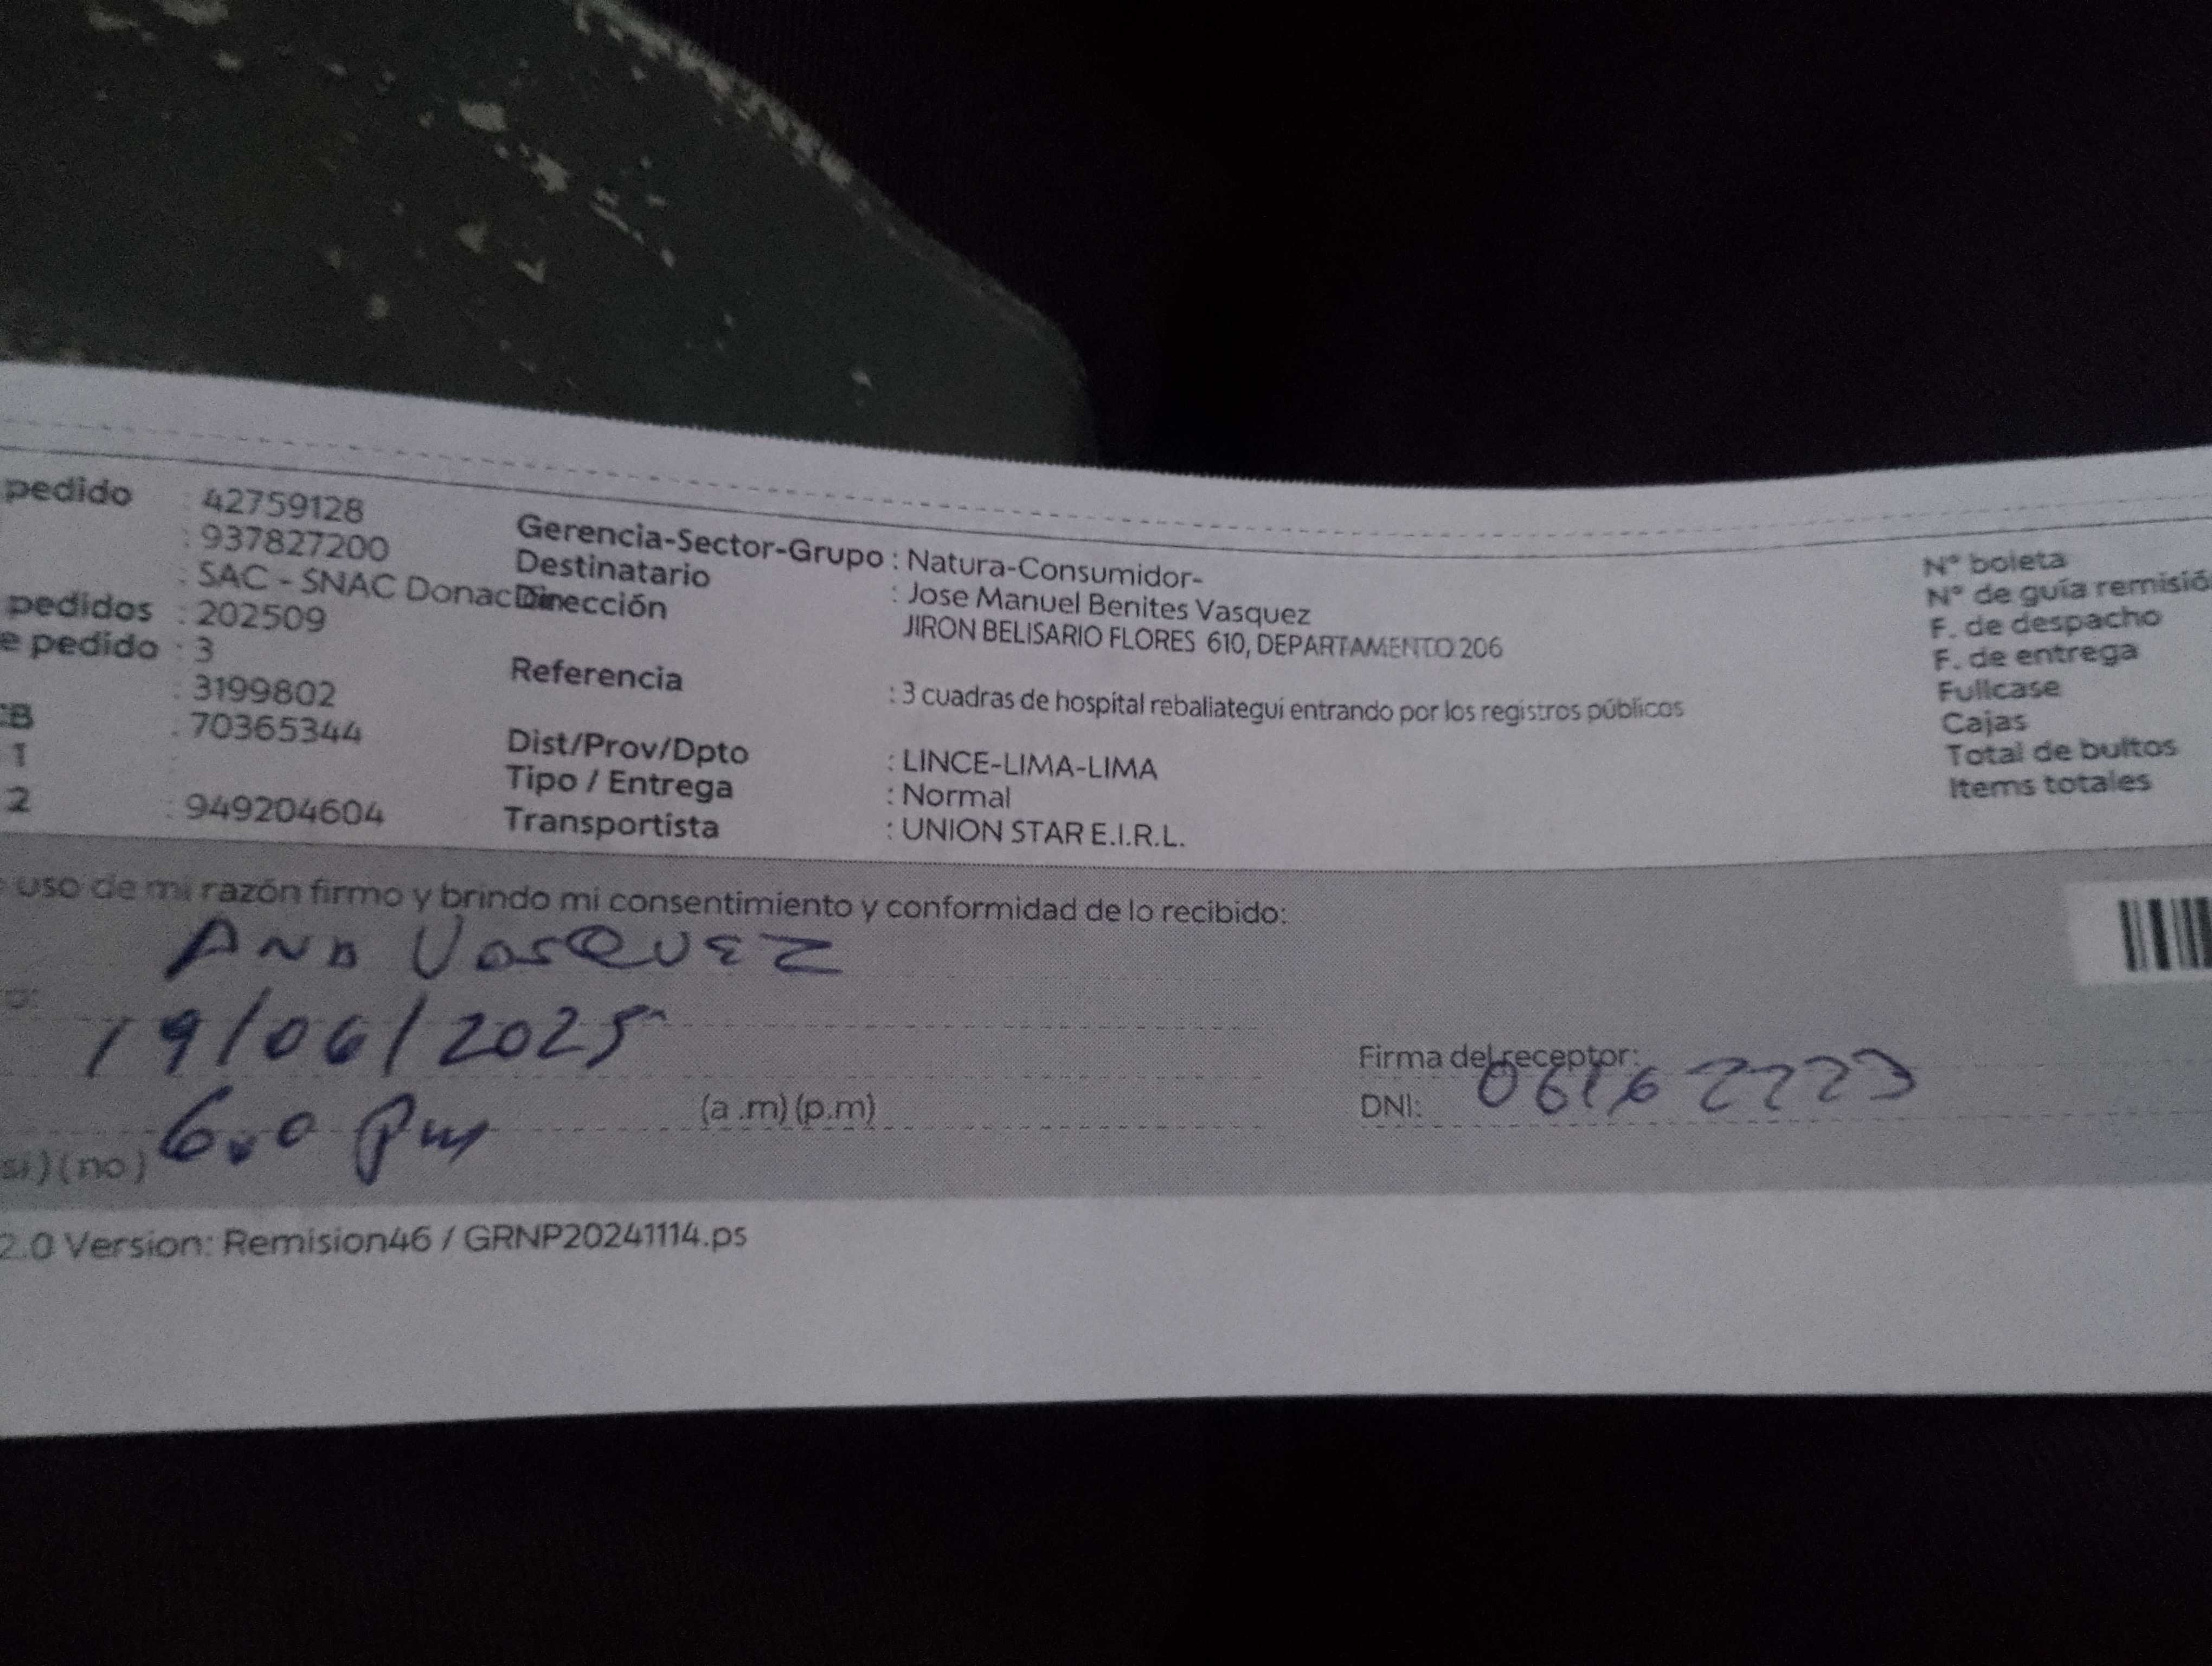 pedido : 42759128
: 937827200
: SAC - SNAC Donac
pedidos : 202509
e pedido : 3
: 3199802
: 70365344
1 :
2 : 949204604
Gerencia-Sector-Grupo : Natura-Consumidor-
Destinatario : Jose Manuel Benites Vasquez
Dirección JIRON BELISARIO FLORES 610, DEPARTAMENTO 206
Referencia : 3 cuadras de hospital rebaliategui entrando por los registros públicos
Dist/Prov/Dpto : LINCE-LIMA-LIMA
Tipo / Entrega : Normal
Transportista : UNION STAR E.I.R.L.
N° boleta
N° de guía remisió
F. de despacho
F. de entrega
Fullcase
Cajas
Total de bultos
Items totales
uso de mi razón firmo y brindo mi consentimiento y conformidad de lo recibido:
ANA VASQUEZ
19/06/2025
6:0 Pm (a .m) (p.m)
si) (no)
Firma del receptor:
DNI: 06162223
2.0 Version: Remision46 / GRNP20241114.ps